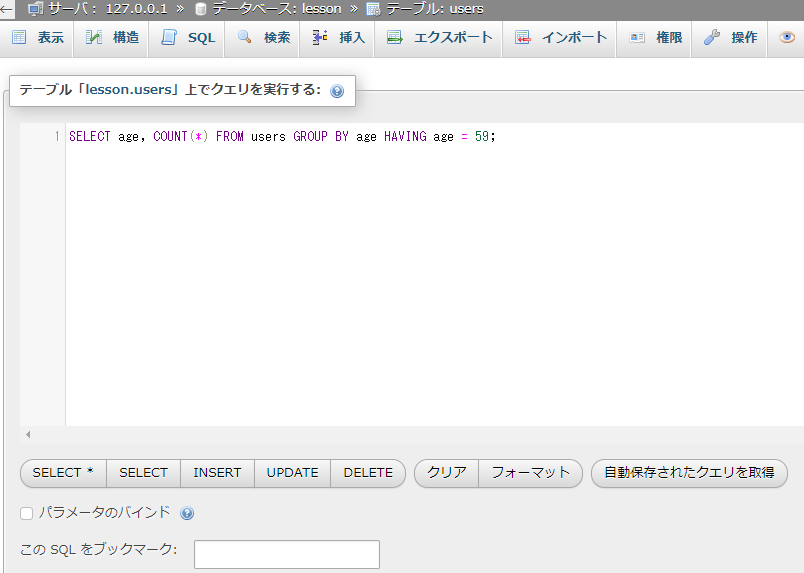 サーバ: 127.0.0.1 » データベース: lesson » テーブル: users
表示 構造 SQL 検索 挿入 エクスポート インポート 権限 操作
テーブル「lesson.users」上でクエリを実行する:
1 SELECT age, COUNT(*) FROM users GROUP BY age HAVING age = 59;
SELECT * SELECT INSERT UPDATE DELETE クリア フォーマット 自動保存されたクエリを取得
パラメータのバインド
この SQL をブックマーク: